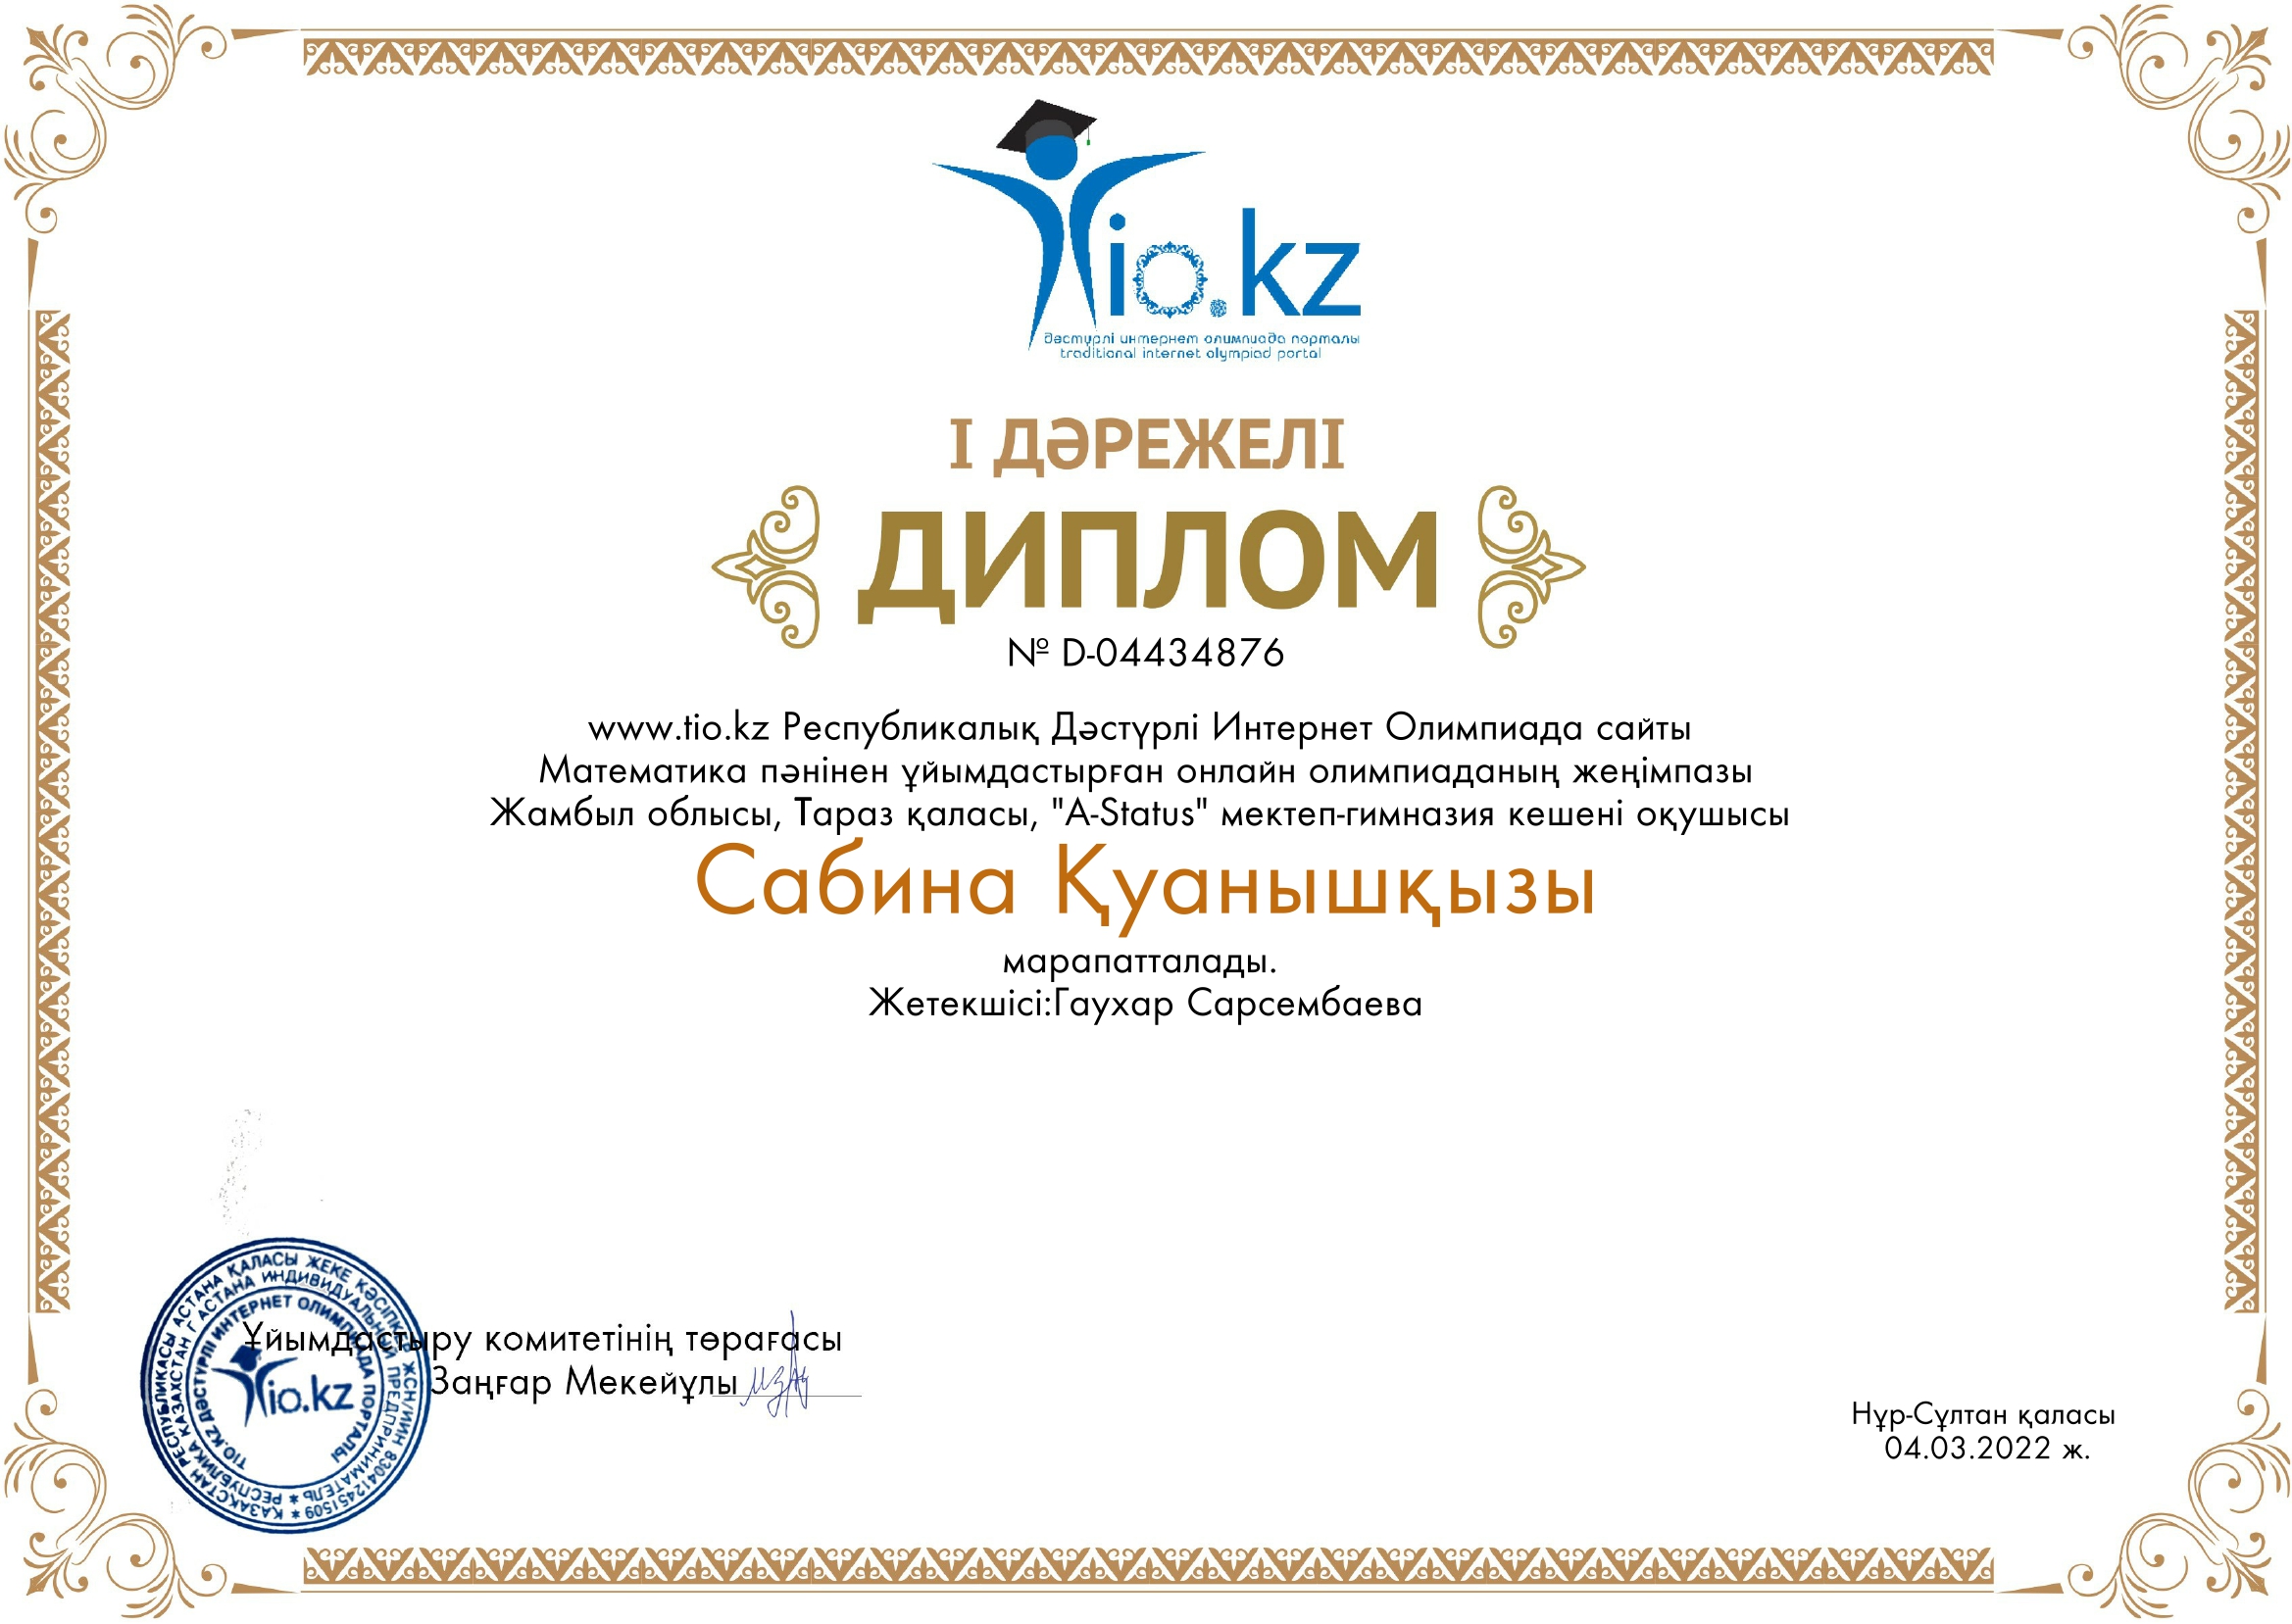 tio.kz
дәстүрлі интернет олимпиада порталы
traditional internet olympiad portal
І ДӘРЕЖЕЛІ
ДИПЛОМ
№ D-04434876
www.tio.kz Республикалық Дәстүрлі Интернет Олимпиада сайты
Математика пәнінен ұйымдастырған онлайн олимпиаданың жеңімпазы
Жамбыл облысы, Тараз қаласы, "A-Status" мектеп-гимназия кешені оқушысы
Сабина Қуанышқызы
марапатталады.
Жетекшісі:Гаухар Сарсембаева
ҚАЗАҚСТАН РЕСПУБЛИКАСЫ АСТАНА ҚАЛАСЫ ЖЕКЕ КӘСІПКЕР ЖСН/ИИН 830412451509
РЕСПУБЛИКА КАЗАХСТАН Г АСТАНА ИНДИВИДУАЛЬНЫЙ ПРЕДПРИНИМАТЕЛЬ
TIO.KZ ДӘСТҮРЛІ ИНТЕРНЕТ ОЛИМПИАДА ПОРТАЛЫ
tio.kz
Ұйымдастыру комитетінің төрағасы
Заңғар Мекейұлы
Нұр-Сұлтан қаласы
04.03.2022 ж.